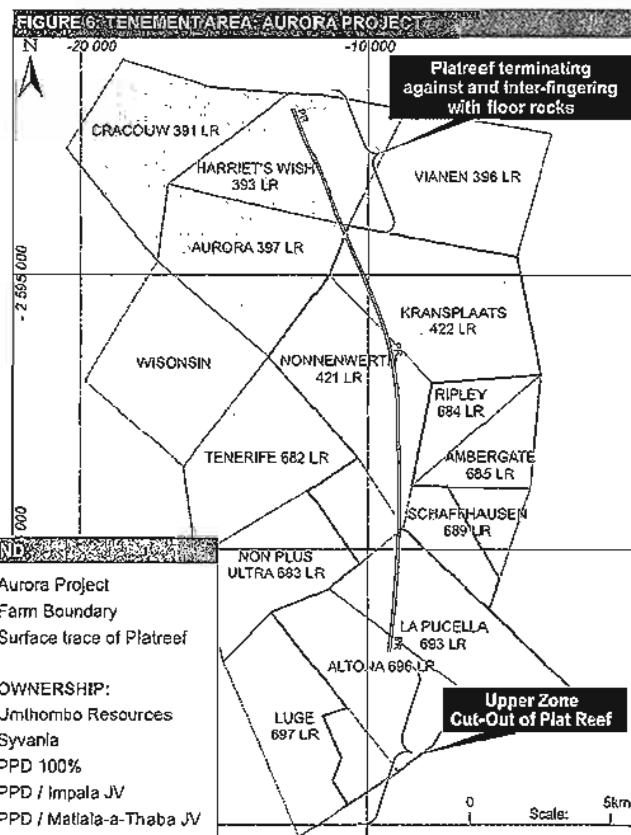 FIGURE 6: TENEMENT AREA: AURORA PROJECT
-20 000
-10 000
N
Platreef terminating
against and inter-fingering
with floor rocks
PR
CRACOUW 391 LR
HARRIET'S WISH
393 LR
VIANEN 396 LR
AURORA 397 LR
-2 595 000
KRANSPLAATS
422 LR
WISONSIN
NONNENWERTH
421 LR
PR
RIPLEY
684 LR
TENERIFE 682 LR
AMBERGATE
685 LR
SCHAFFHAUSEN
689 LR
000
NON PLUS
ULTRA 683 LR
LA PUCELLA
693 LR
PR
ALTONA 696 LR
LUGE
697 LR
Upper Zone
Cut-Out of Plat Reef
ND
Aurora Project
Farm Boundary
Surface trace of Platreef
OWNERSHIP:
Umthombo Resources
Syvania
PPD 100%
PPD / Impala JV
PPD / Matlala-a-Thaba JV
0
5km
Scale: